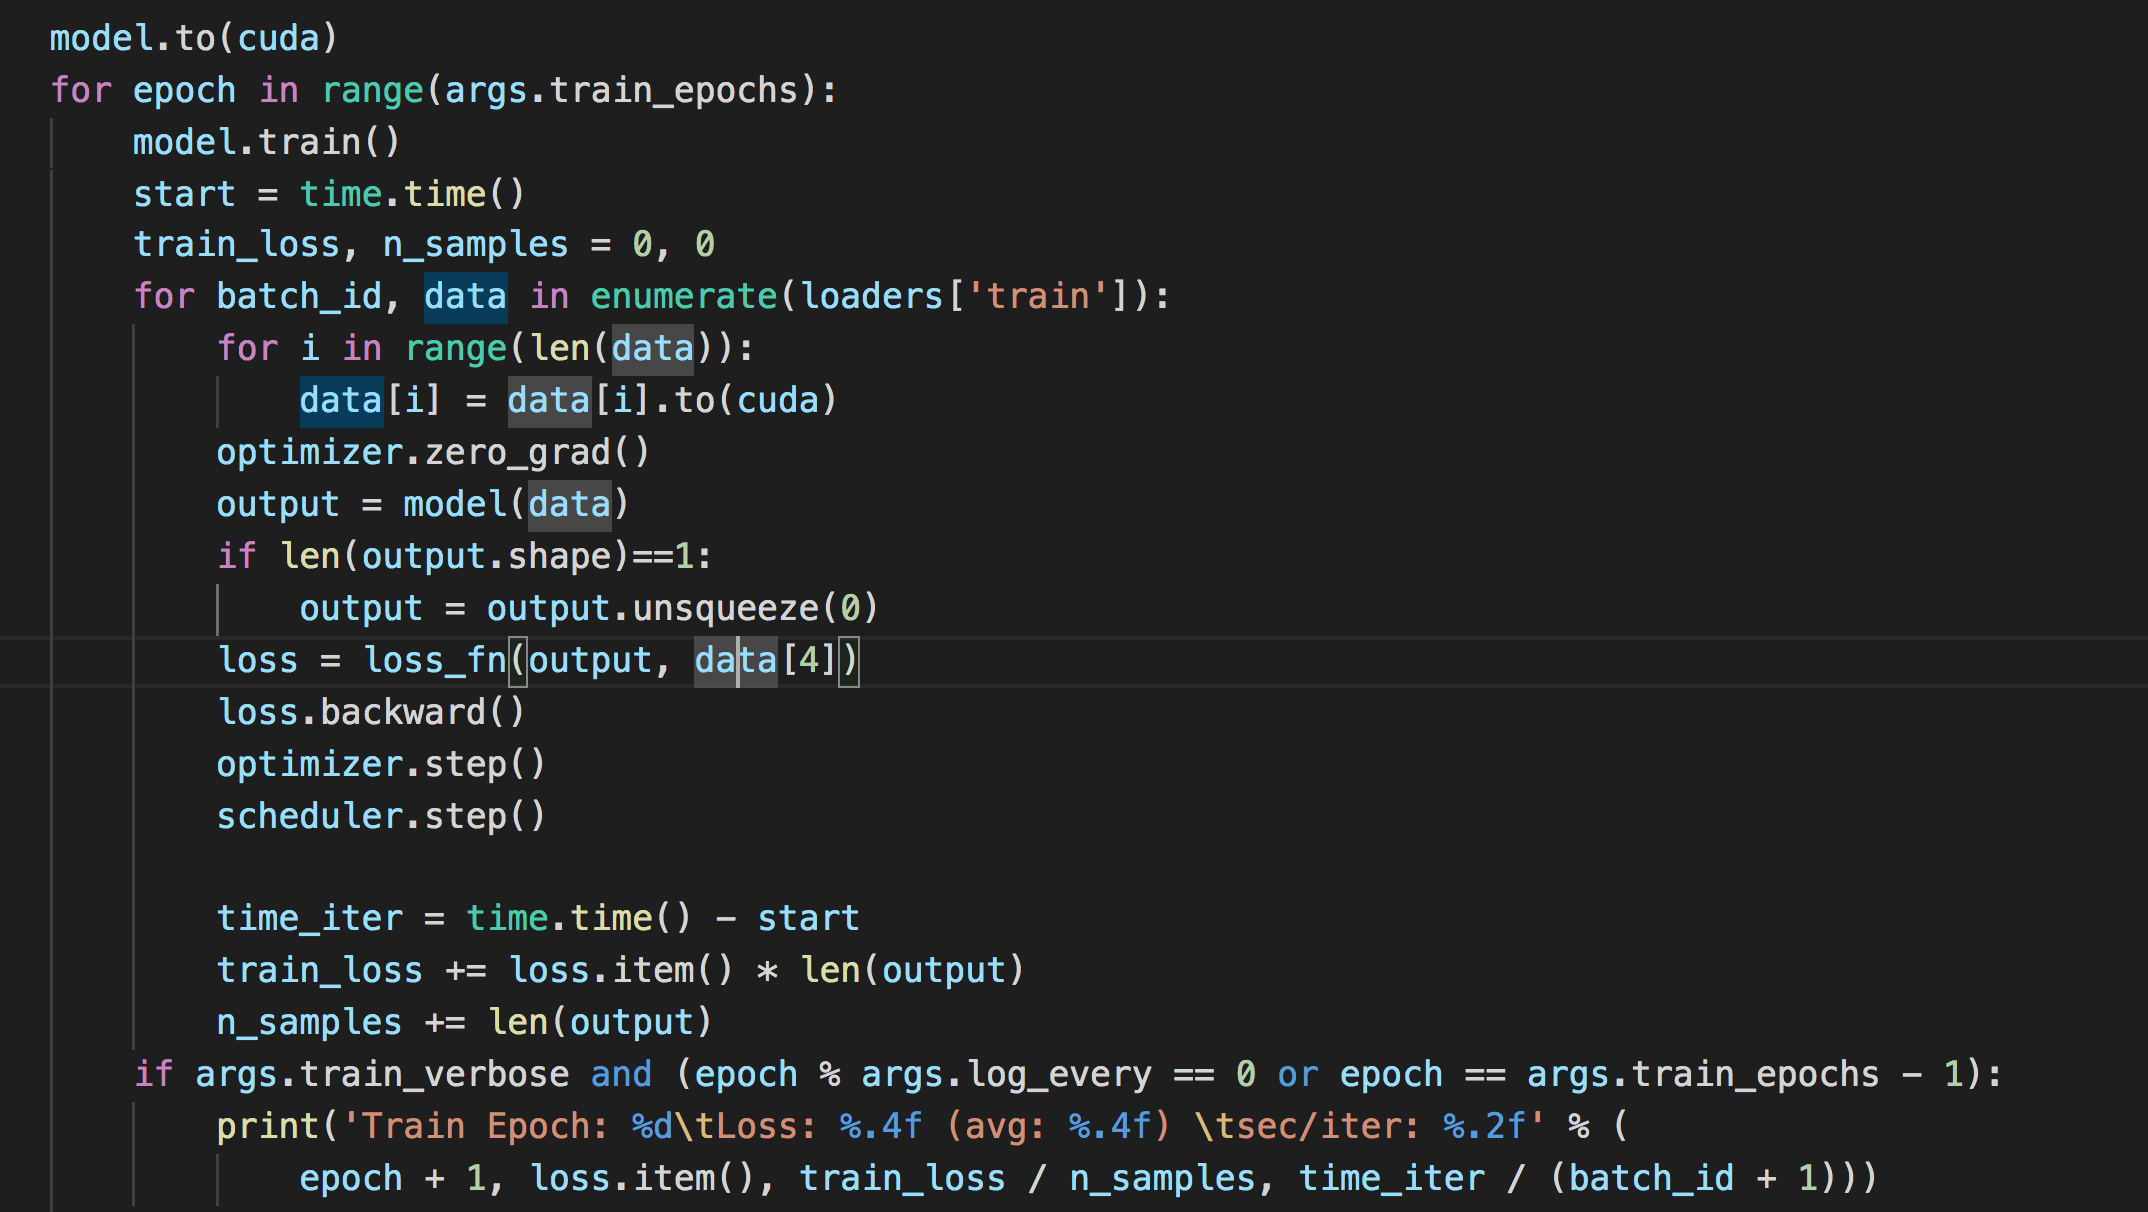 model.to(cuda)
for epoch in range(args.train_epochs):
    model.train()
    start = time.time()
    train_loss, n_samples = 0, 0
    for batch_id, data in enumerate(loaders['train']):
        for i in range(len(data)):
            data[i] = data[i].to(cuda)
        optimizer.zero_grad()
        output = model(data)
        if len(output.shape)==1:
            output = output.unsqueeze(0)
        loss = loss_fn(output, data[4])
        loss.backward()
        optimizer.step()
        scheduler.step()

        time_iter = time.time() - start
        train_loss += loss.item() * len(output)
        n_samples += len(output)
    if args.train_verbose and (epoch % args.log_every == 0 or epoch == args.train_epochs - 1):
        print('Train Epoch: %d\tLoss: %.4f (avg: %.4f) \tsec/iter: %.2f' % (
            epoch + 1, loss.item(), train_loss / n_samples, time_iter / (batch_id + 1)))